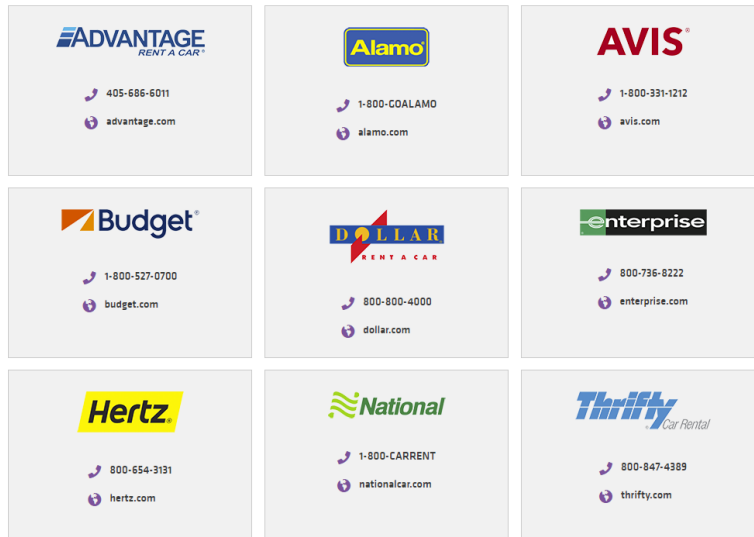 ADVANTAGE
RENT A CAR®
405-686-6011
advantage.com
Alamo®
1-800-GOALAMO
alamo.com
AVIS®
1-800-331-1212
avis.com
Budget®
1-800-527-0700
budget.com
DOLLAR
RENT A CAR
800-800-4000
dollar.com
enterprise
800-736-8222
enterprise.com
Hertz®
800-654-3131
hertz.com
National
1-800-CARRENT
nationalcar.com
Thrifty
Car Rental
800-847-4389
thrifty.com